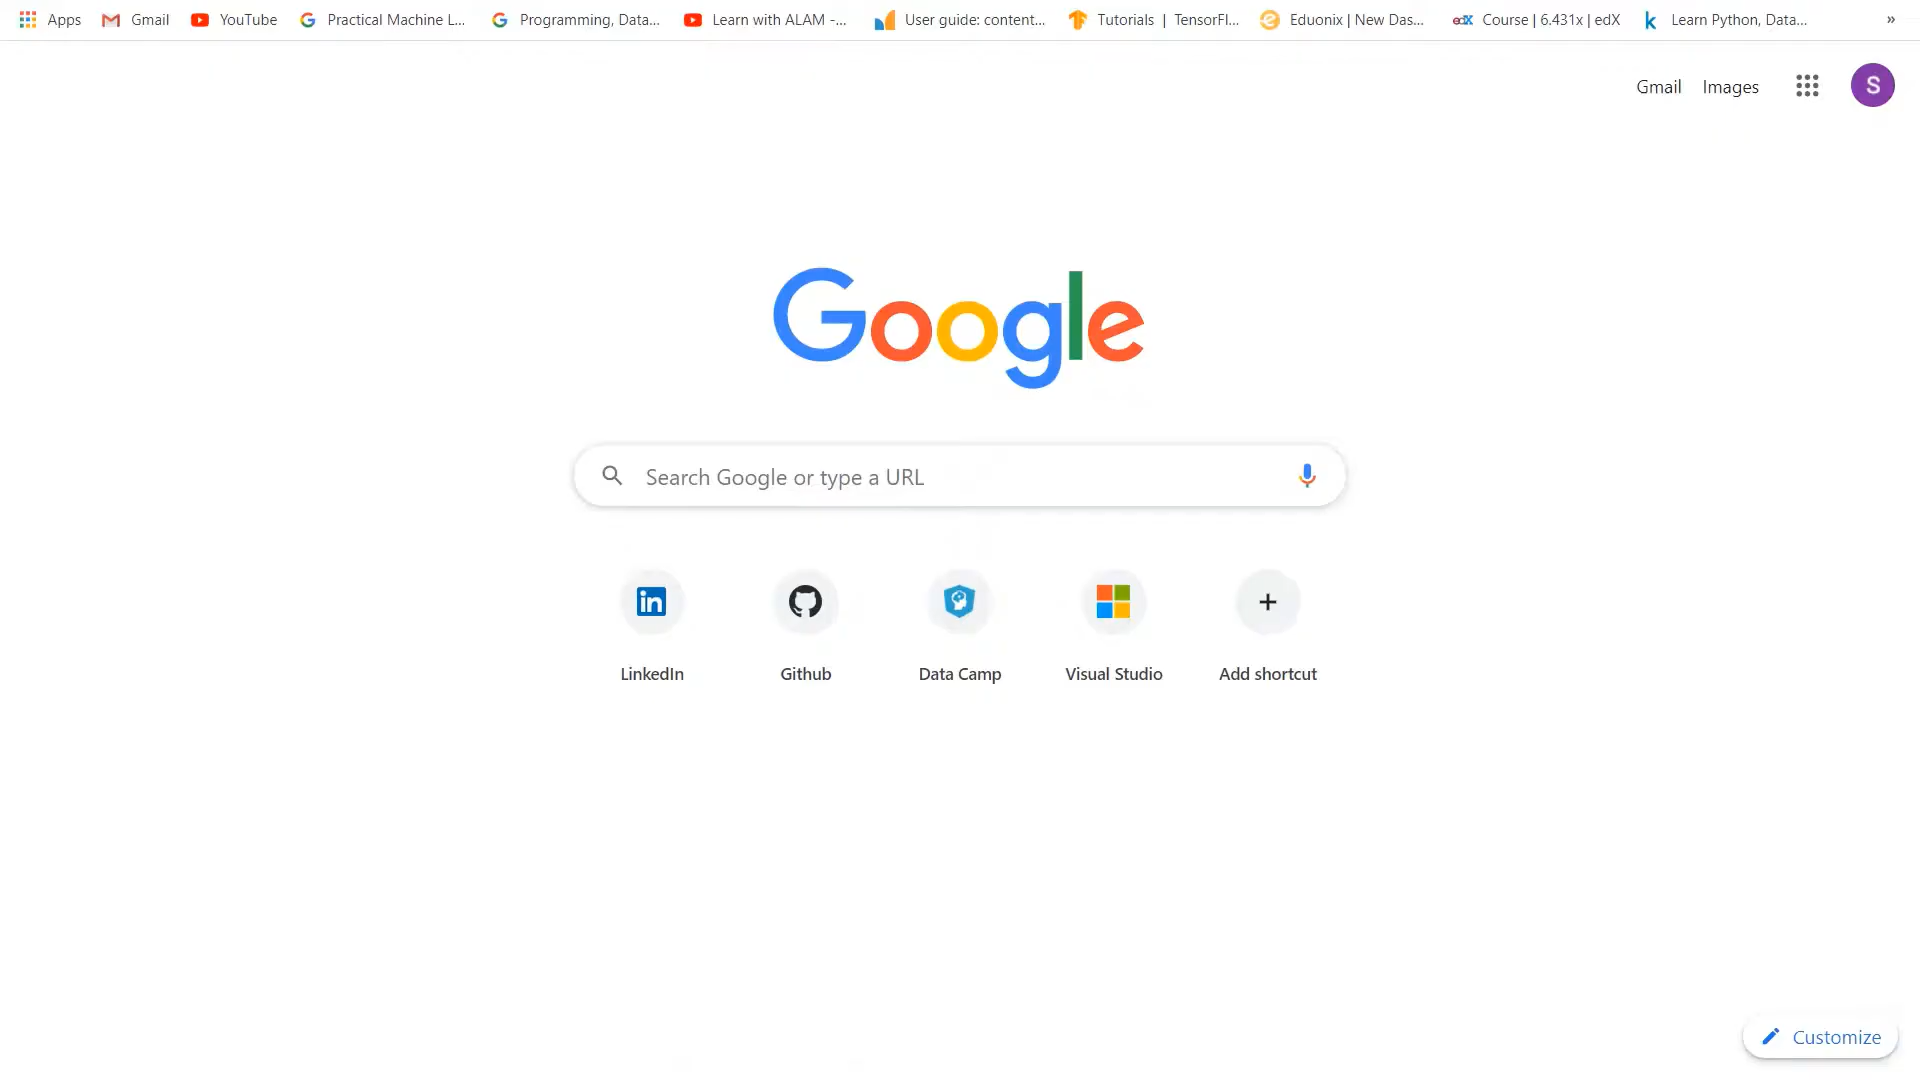 Apps Gmail YouTube Practical Machine L... Programming, Data... Learn with ALAM -... User guide: content... Tutorials | TensorFl... Eduonix | New Das... edX Course | 6.431x | edX k Learn Python, Data... »
Gmail Images S
Google
Search Google or type a URL
in
LinkedIn Github Data Camp Visual Studio Add shortcut
Customize